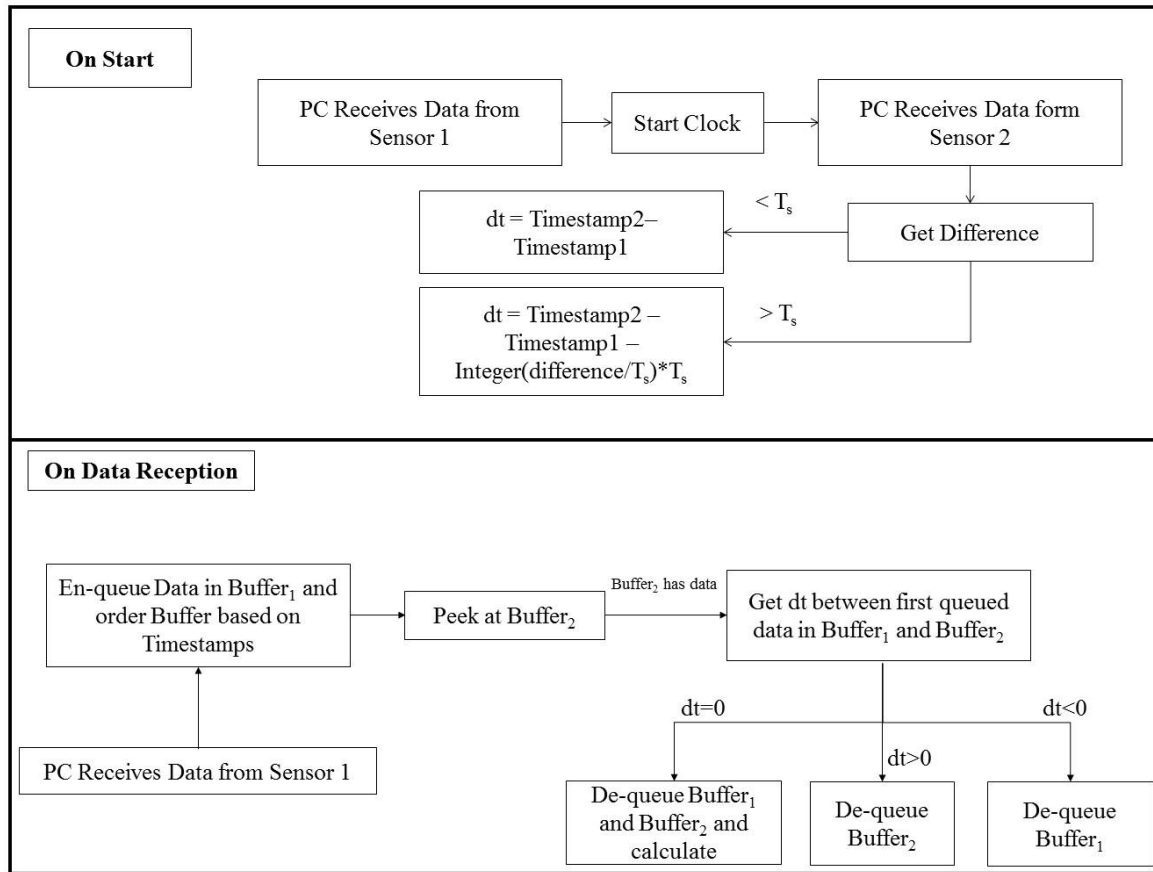 On Start
PC Receives Data from
Sensor 1
Start Clock
PC Receives Data form
Sensor 2
dt = Timestamp2–
Timestamp1
< Tₛ
Get Difference
dt = Timestamp2 –
Timestamp1 –
Integer(difference/Tₛ)*Tₛ
> Tₛ
On Data Reception
En-queue Data in Buffer₁ and
order Buffer based on
Timestamps
Peek at Buffer₂
Buffer₂ has data
Get dt between first queued
data in Buffer₁ and Buffer₂
PC Receives Data from Sensor 1
dt=0
dt>0
dt<0
De-queue Buffer₁
and Buffer₂ and
calculate
De-queue
Buffer₂
De-queue
Buffer₁